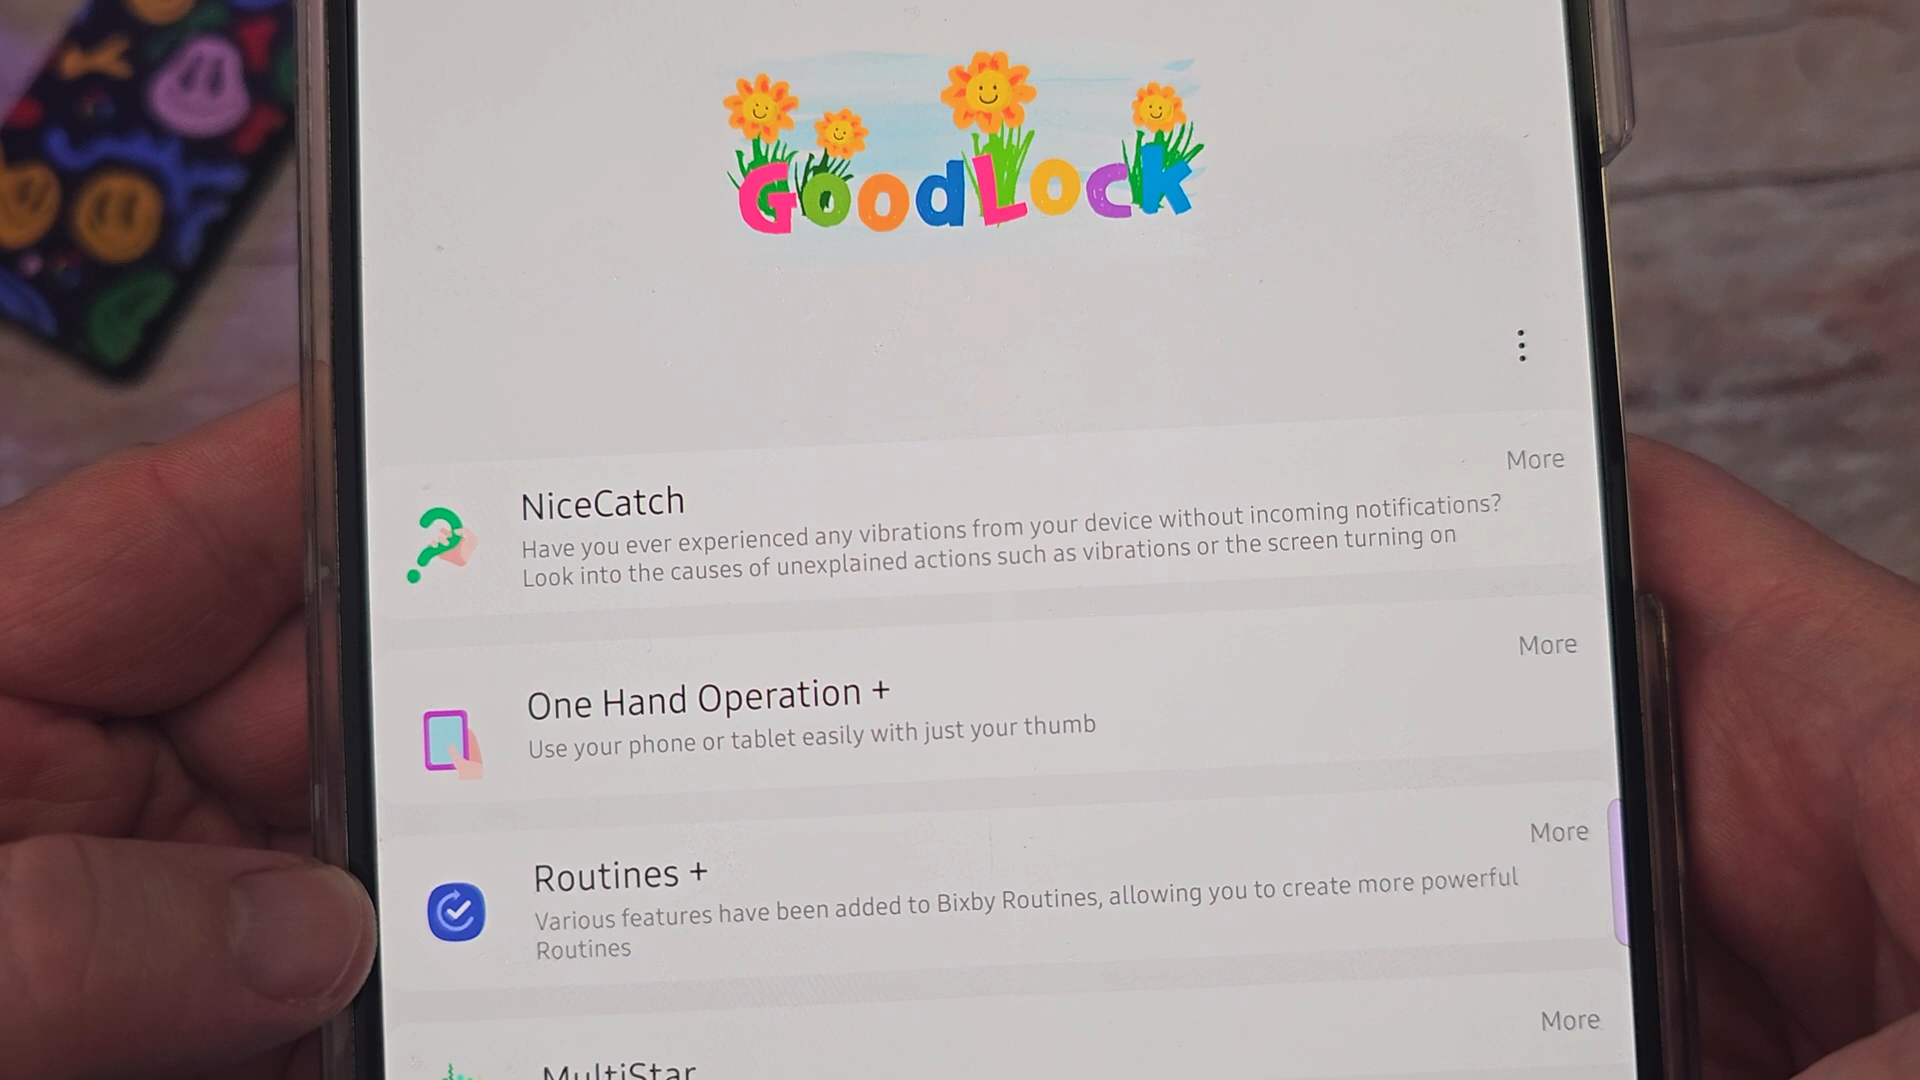 GoodLock
More
NiceCatch
Have you ever experienced any vibrations from your device without incoming notifications?
Look into the causes of unexplained actions such as vibrations or the screen turning on
More
One Hand Operation +
Use your phone or tablet easily with just your thumb
More
Routines +
Various features have been added to Bixby Routines, allowing you to create more powerful
Routines
More
MultiStar